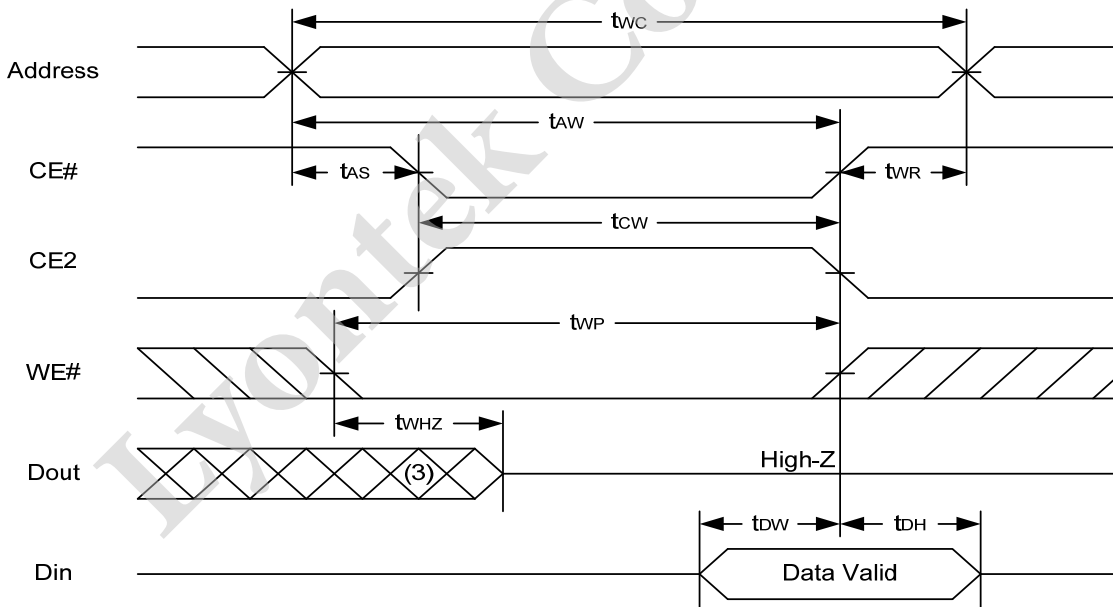 tWC
Address
tAW
CE#
tAS
tWR
tCW
CE2
tWP
WE#
tWHZ
Dout
(3)
High-Z
tDW
tDH
Din
Data Valid
Lyontek Co